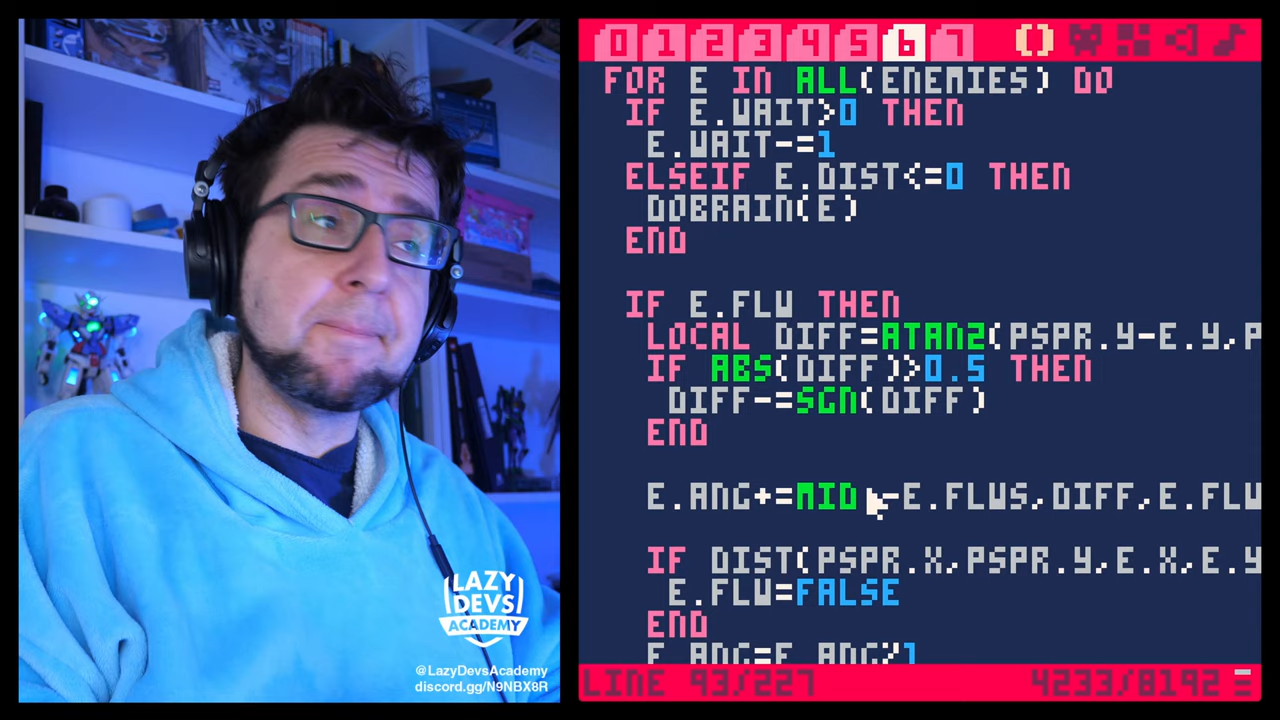 0 1 2 3 4 5 6 7
FOR E IN ALL(ENEMIES) DO
IF E.WAIT>0 THEN
E.WAIT-=1
ELSEIF E.DIST<=0 THEN
DOBRAIN(E)
END
IF E.FLW THEN
LOCAL DIFF=ATAN2(PSPR.Y-E.Y,P
IF ABS(DIFF)>0.5 THEN
DIFF-=SGN(DIFF)
END
E.ANG+=MID(-E.FLWS,DIFF,E.FLW
IF DIST(PSPR.X,PSPR.Y,E.X,E.Y
E.FLW=FALSE
END
E.ANG=E.ANG%1
LINE 93/227
4233/8192
LAZY
DEVS
ACADEMY
@LazyDevsAcademy
discord.gg/N9NBX8R